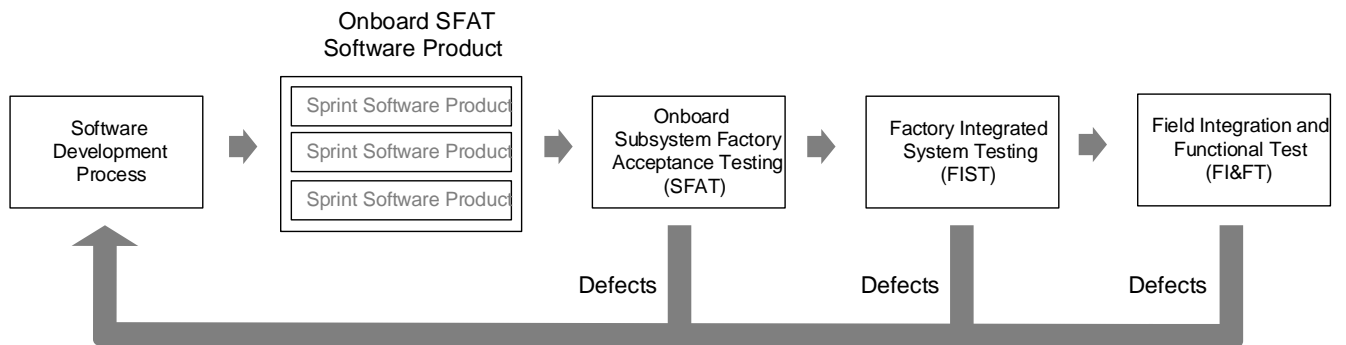 Onboard SFAT
Software Product
Software
Development
Process
Sprint Software Product
Sprint Software Product
Sprint Software Product
Onboard
Subsystem Factory
Acceptance Testing
(SFAT)
Factory Integrated
System Testing
(FIST)
Field Integration and
Functional Test
(FI&FT)
Defects
Defects
Defects